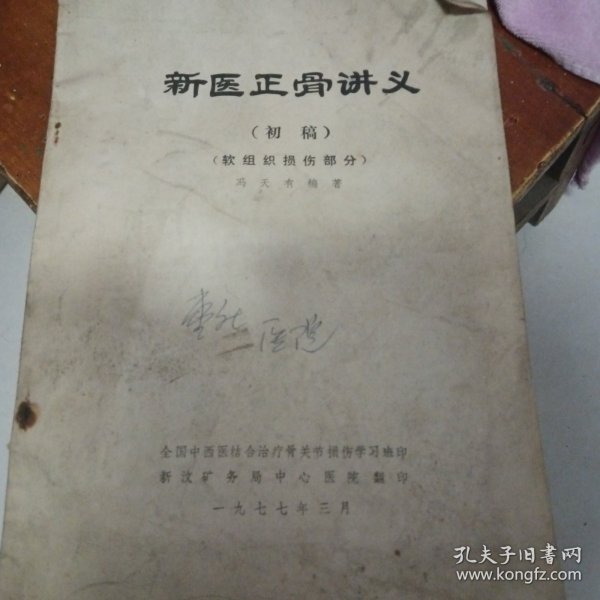 新医正骨讲义
（初稿）
（软组织损伤部分）
冯天有编著
二医院
全国中西医结合治疗骨关节损伤学习班印
新汶矿务局中心医院翻印
一九七七年三月
孔夫子旧书网
www.kongfz.com